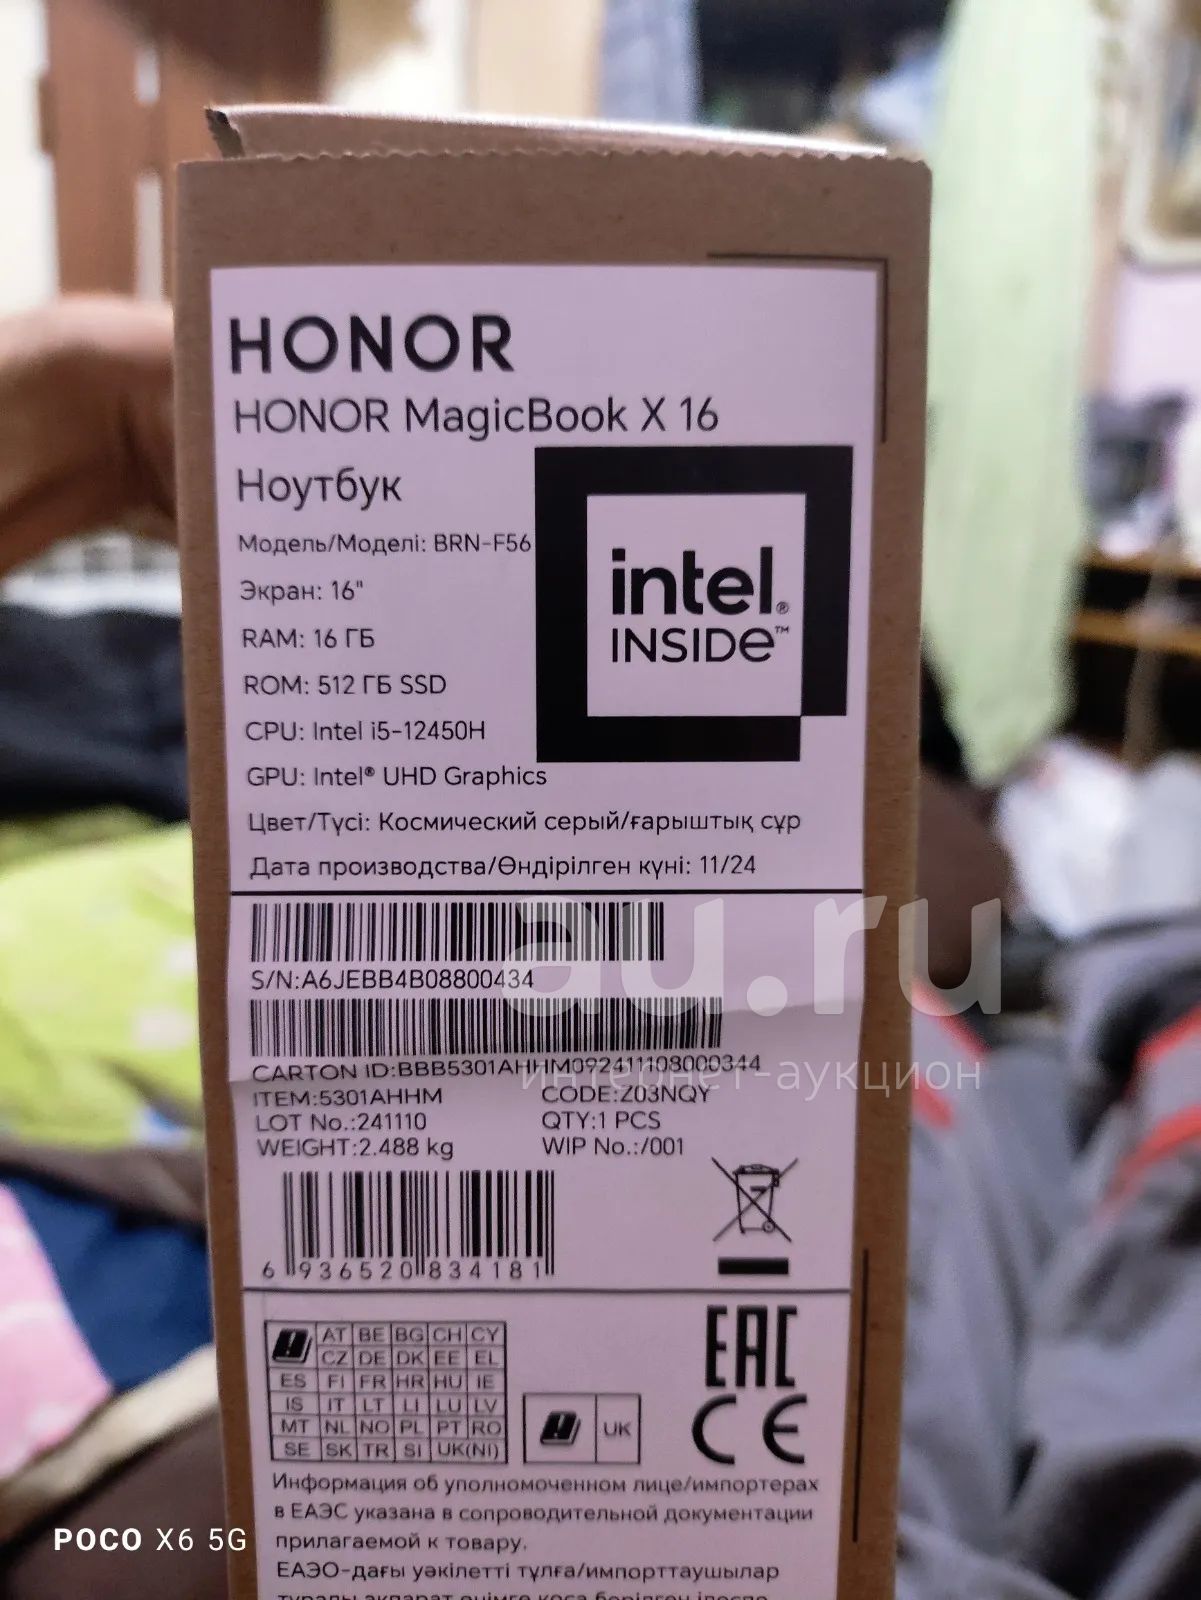 HONOR
HONOR MagicBook X 16
Ноутбук
Модель/Моделі: BRN-F56
Экран: 16"
RAM: 16 ГБ
ROM: 512 ГБ SSD
CPU: Intel i5-12450H
GPU: Intel® UHD Graphics
intel®
INSIDe™
Цвет/Түсі: Космический серый/ғарыштық сұр
Дата производства/Өндірілген күні: 11/24
S/N:A6JEBB4B08800434
CARTON ID:BBB5301AHHM092411108000344
ITEM:5301AHHM CODE:Z03NQY
LOT No.:241110 QTY:1 PCS
WEIGHT:2.488 kg WIP No.:/001
6 936520 834181
AT BE BG CH CY
CZ DE DK EE EL
ES FI FR HR HU IE
IS IT LT LI LU LV
MT NL NO PL PT RO
SE SK TR SI UK(NI)
UK
EAC
CE
Информация об уполномоченном лице/импортерах
в ЕАЭС указана в сопроводительной документации
прилагаемой к товару.
ЕАЭО-дағы уәкілетті тұлға/импорттаушылар
au.ru
интернет-аукцион
POCO X6 5G